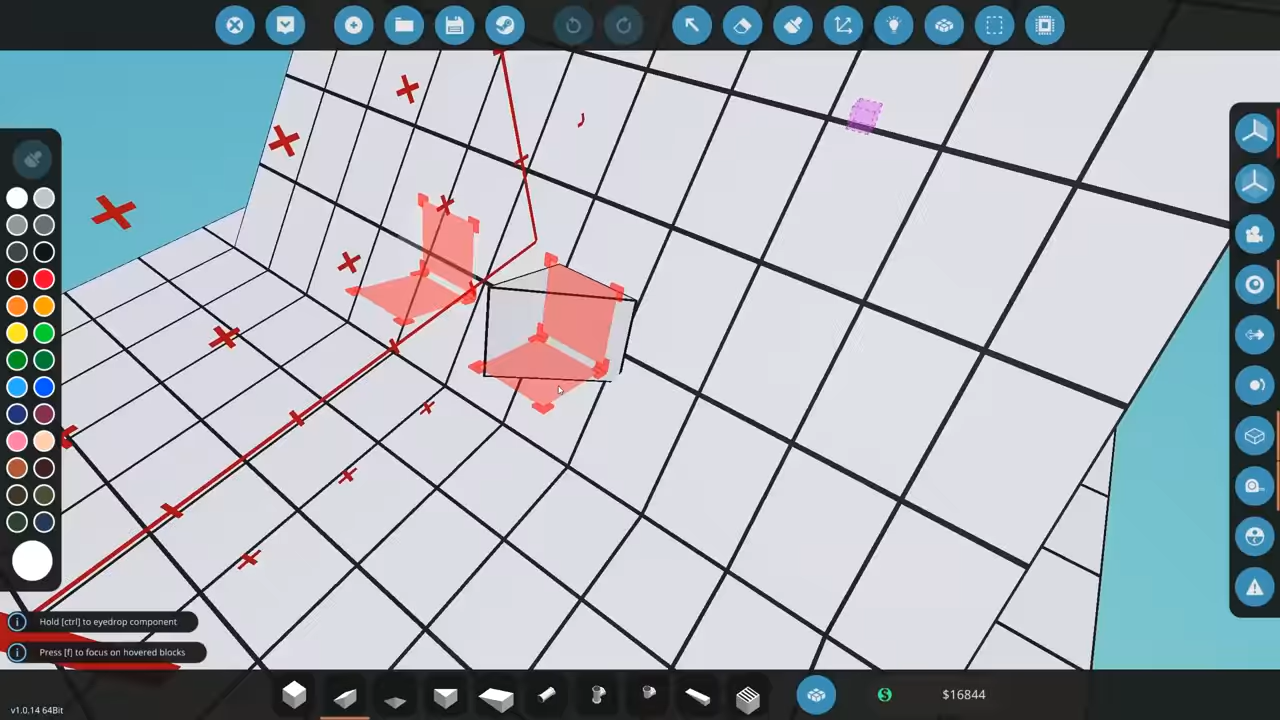 Hold [ctrl] to eyedrop component
Press [f] to focus on hovered blocks
v1.0.14 64Bit
$16844